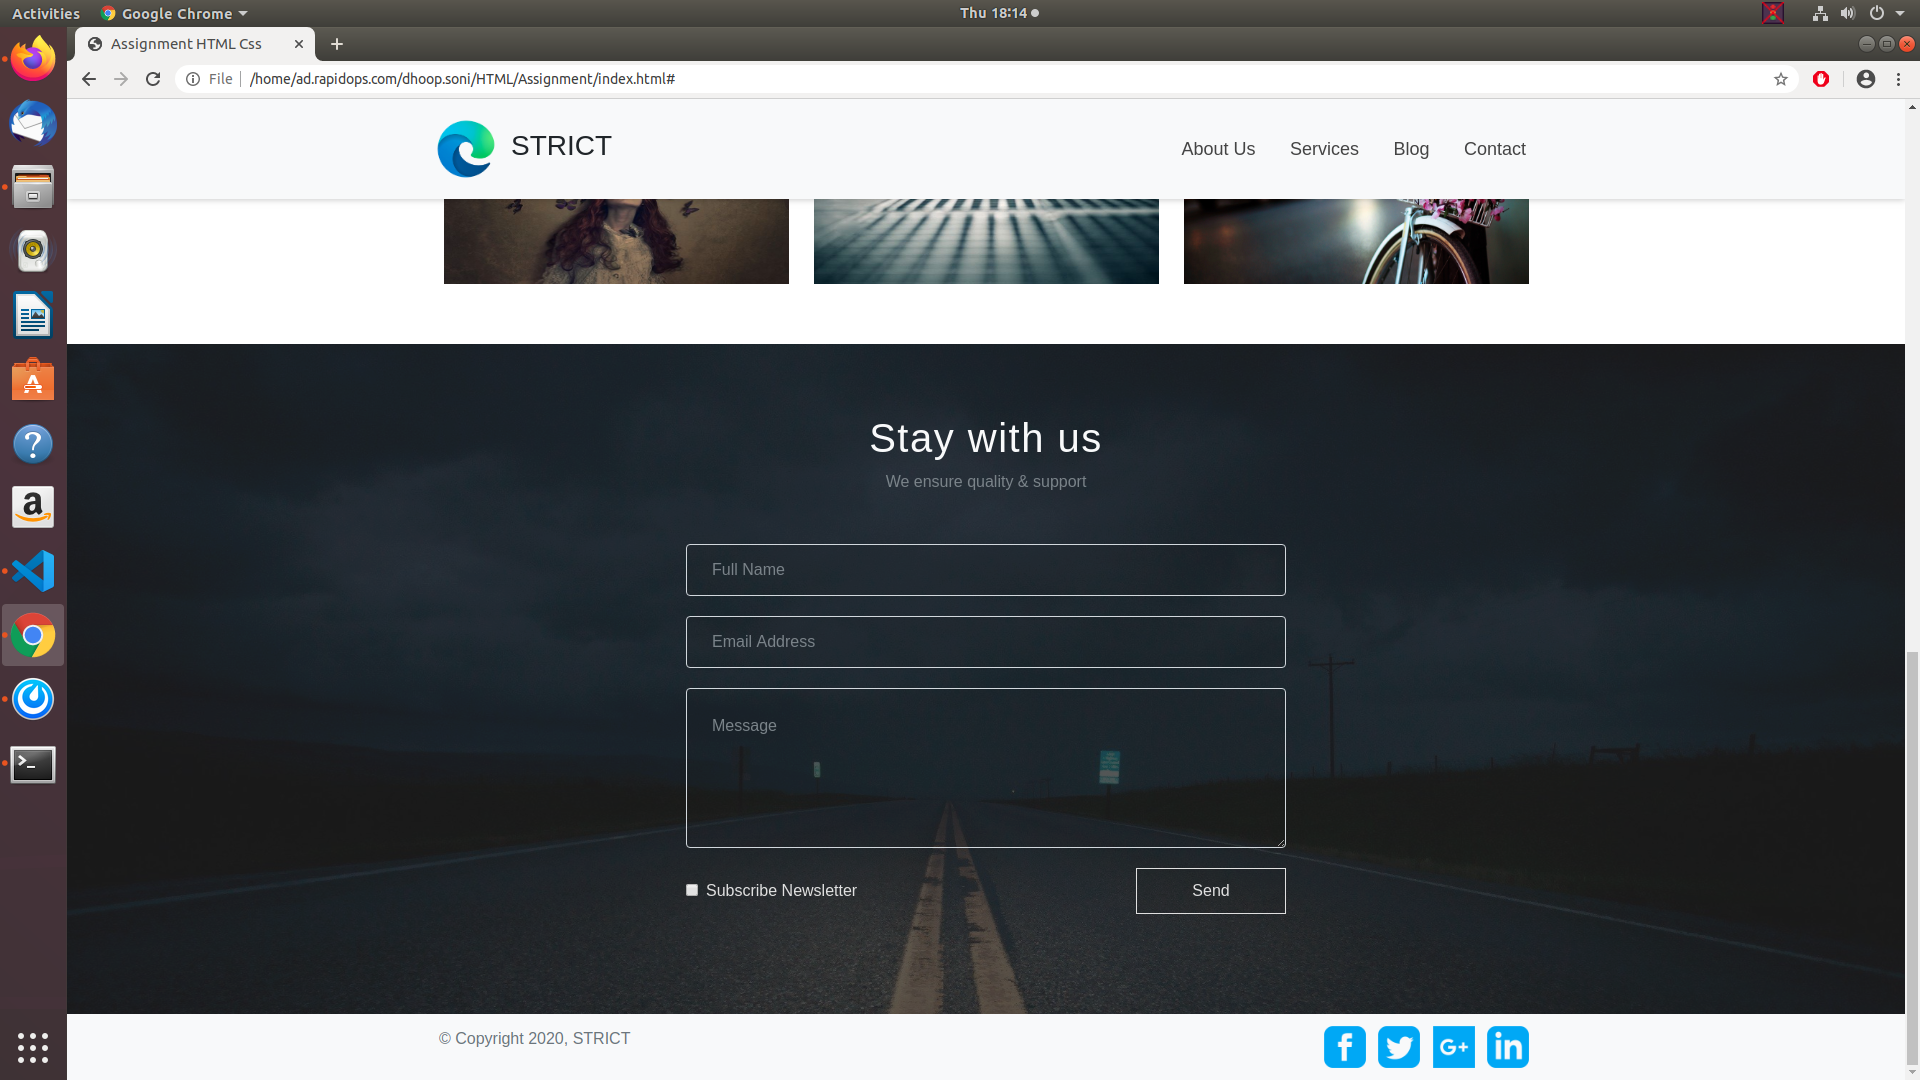 Activities Google Chrome Thu 18:14
Assignment HTML Css
File /home/ad.rapidops.com/dhoop.soni/HTML/Assignment/index.html#
STRICT About Us Services Blog Contact
Stay with us
We ensure quality & support
Full Name
Email Address
Message
Subscribe Newsletter Send
© Copyright 2020, STRICT